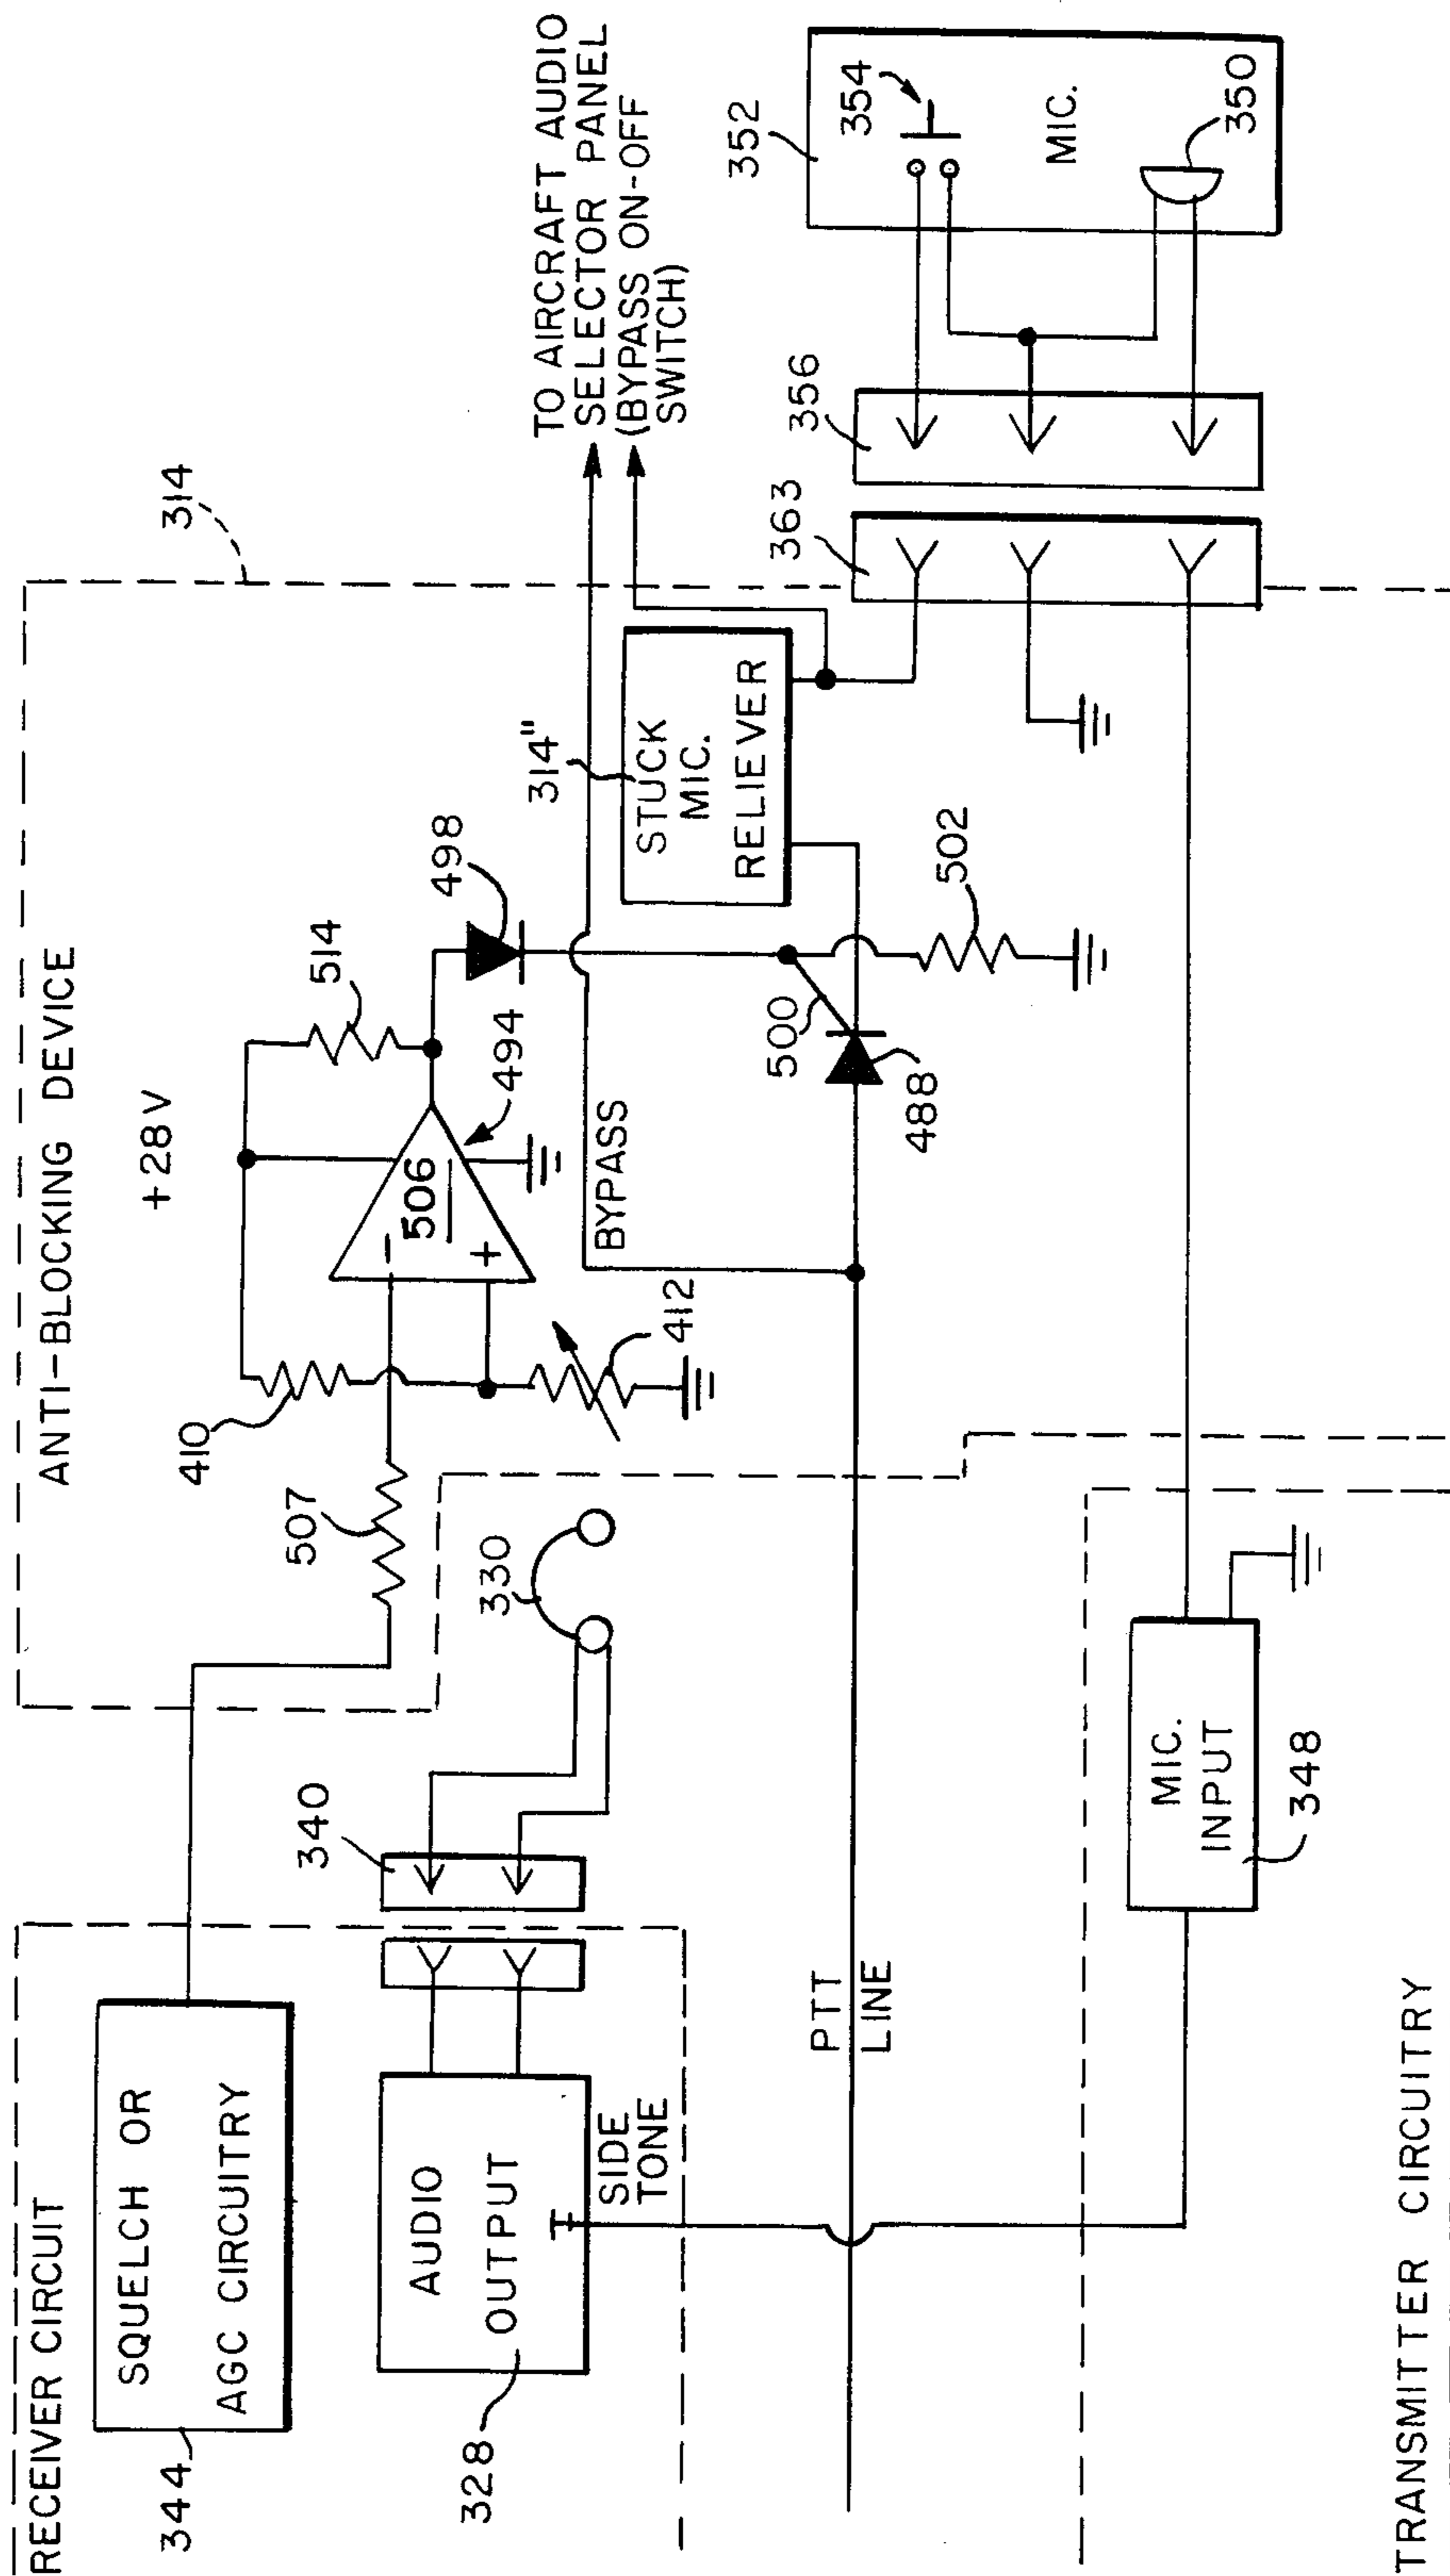 RECEIVER CIRCUIT
SQUELCH OR
AGC CIRCUITRY
344
AUDIO
OUTPUT
328
SIDE
TONE
340
330
507
ANTI-BLOCKING DEVICE
314
+28V
410
412
506
−
+
494
514
498
BYPASS
500
488
502
314"
STUCK
MIC.
RELIEVER
TO AIRCRAFT AUDIO
SELECTOR PANEL
(BYPASS ON-OFF
SWITCH)
363
356
352
354
MIC.
350
PTT
LINE
MIC.
INPUT
348
TRANSMITTER CIRCUITRY